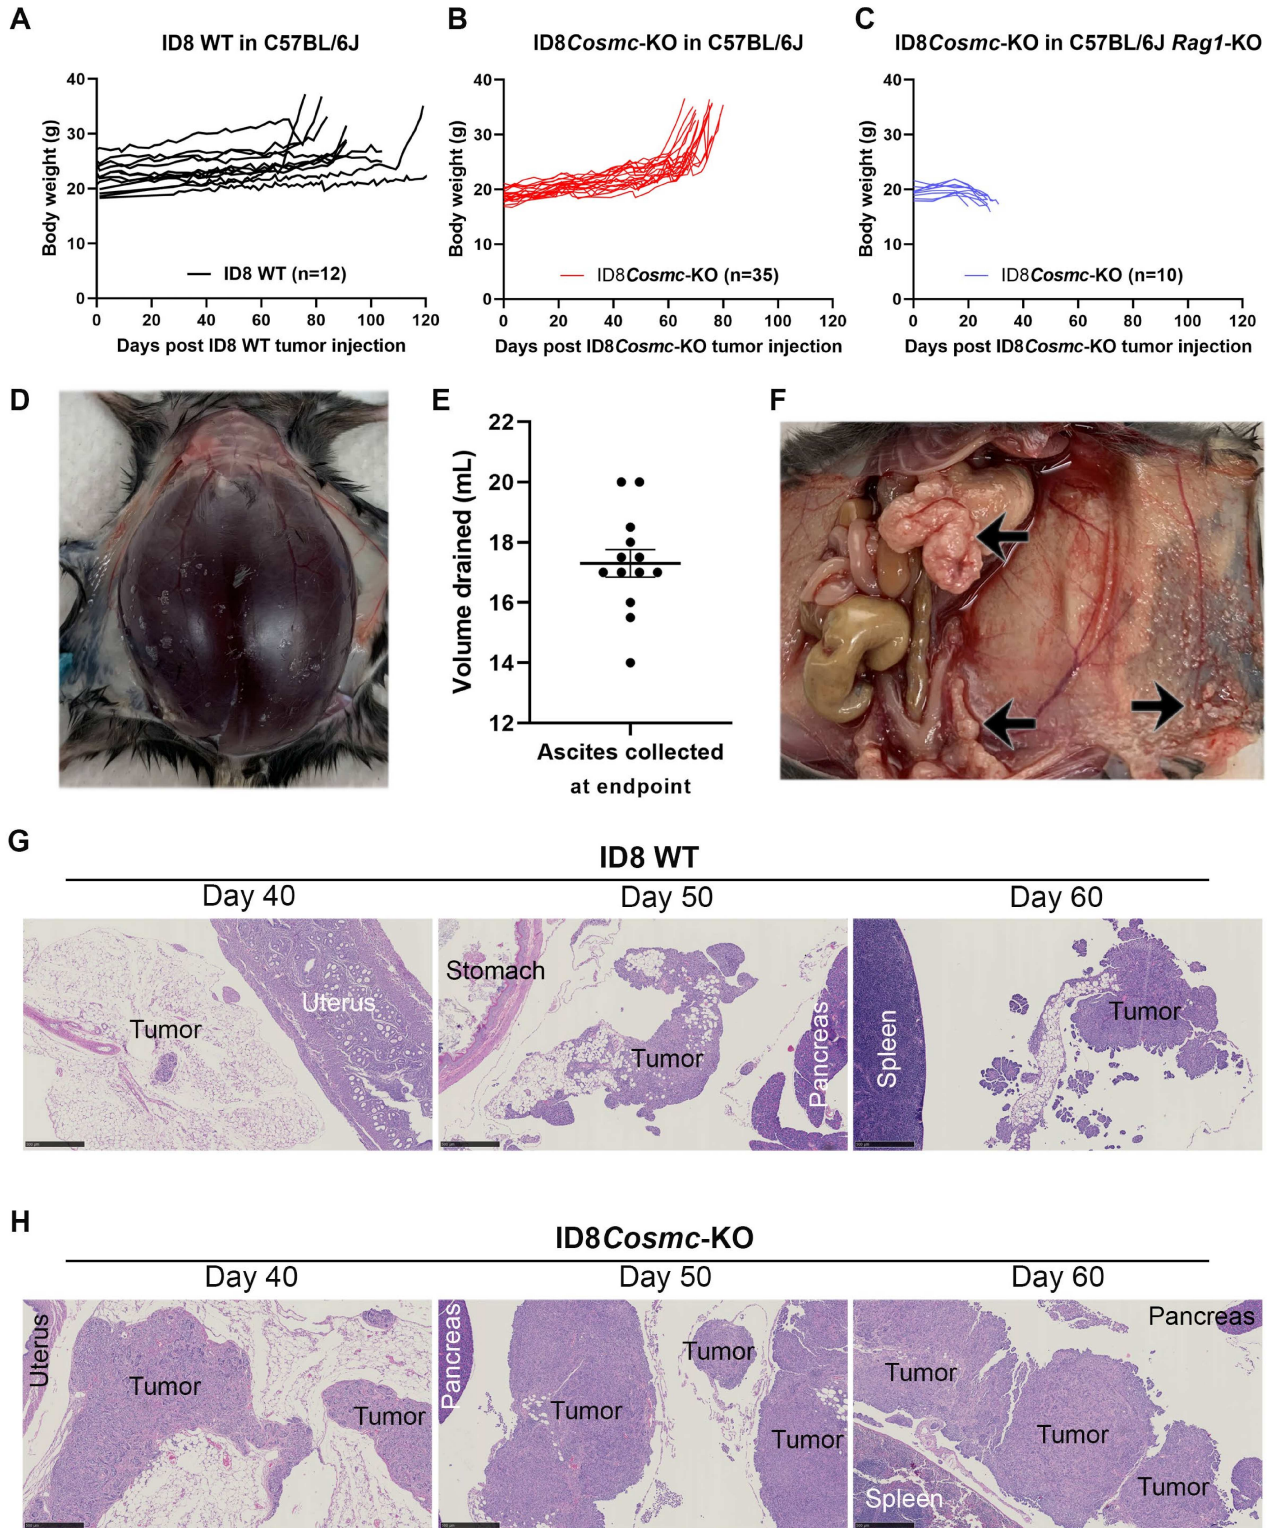 A
ID8 WT in C57BL/6J
Body weight (g)
40
30
20
10
0
ID8 WT (n=12)
0 20 40 60 80 100 120
Days post ID8 WT tumor injection
B
ID8Cosmc-KO in C57BL/6J
Body weight (g)
40
30
20
10
0
ID8Cosmc-KO (n=35)
0 20 40 60 80 100 120
Days post ID8Cosmc-KO tumor injection
C
ID8Cosmc-KO in C57BL/6J Rag1-KO
Body weight (g)
40
30
20
10
0
ID8Cosmc-KO (n=10)
0 20 40 60 80 100 120
Days post ID8Cosmc-KO tumor injection
D
E
Volume drained (mL)
22
20
18
16
14
12
Ascites collected
at endpoint
F
G
ID8 WT
Day 40
Day 50
Day 60
Tumor
Uterus
Stomach
Tumor
Pancreas
Spleen
Tumor
H
ID8Cosmc-KO
Day 40
Day 50
Day 60
Uterus
Tumor
Tumor
Pancreas
Tumor
Tumor
Tumor
Pancreas
Tumor
Tumor
Tumor
Spleen